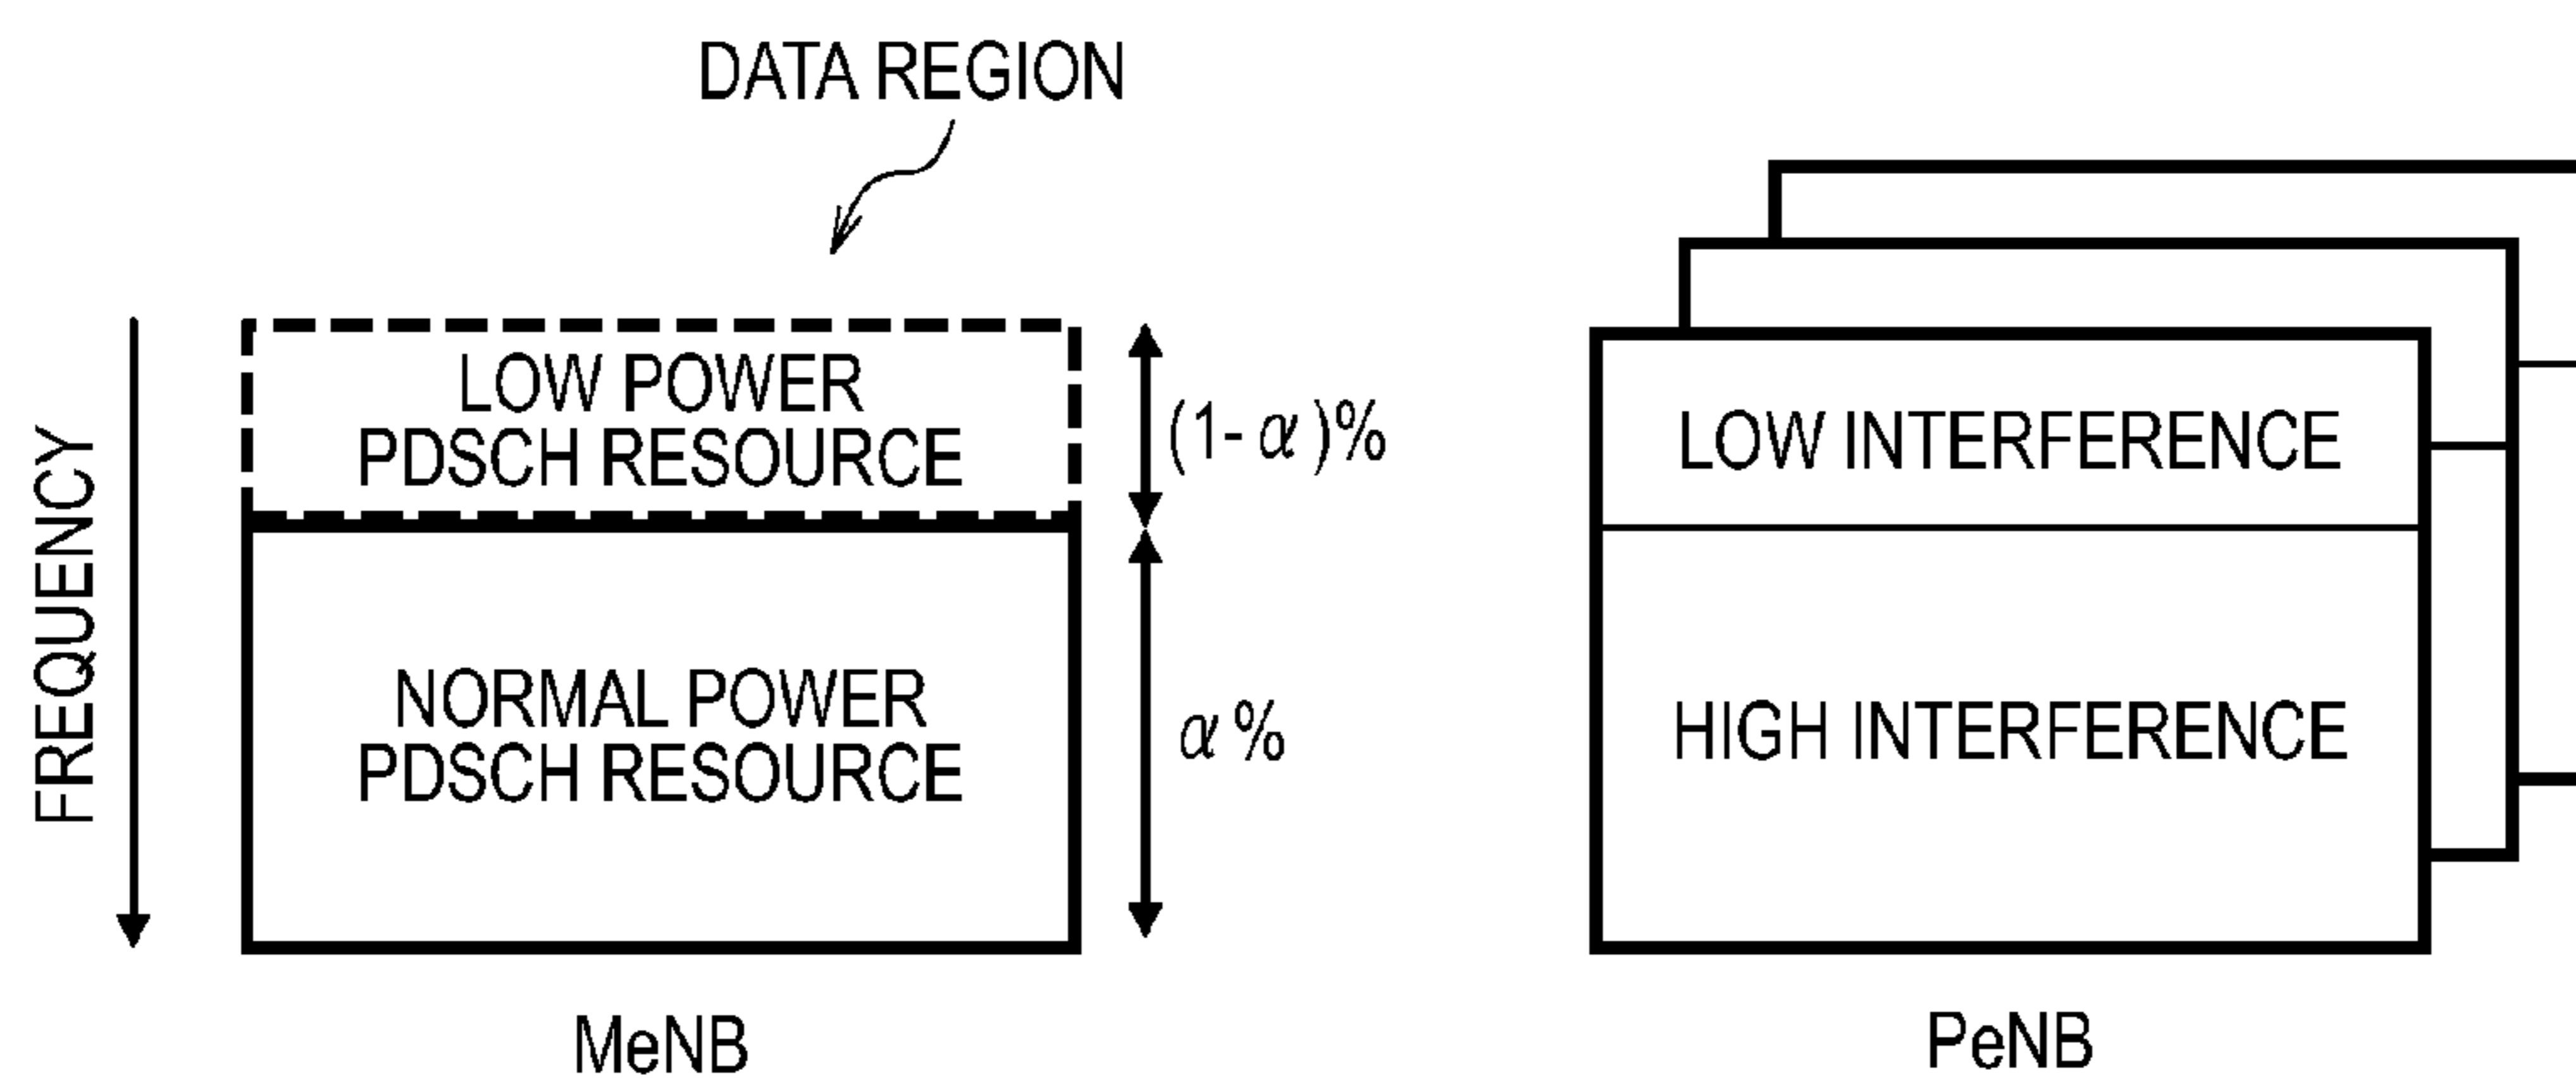 DATA REGION
FREQUENCY
LOW POWER
PDSCH RESOURCE
(1-α)%
NORMAL POWER
PDSCH RESOURCE
α%
MeNB
LOW INTERFERENCE
HIGH INTERFERENCE
PeNB